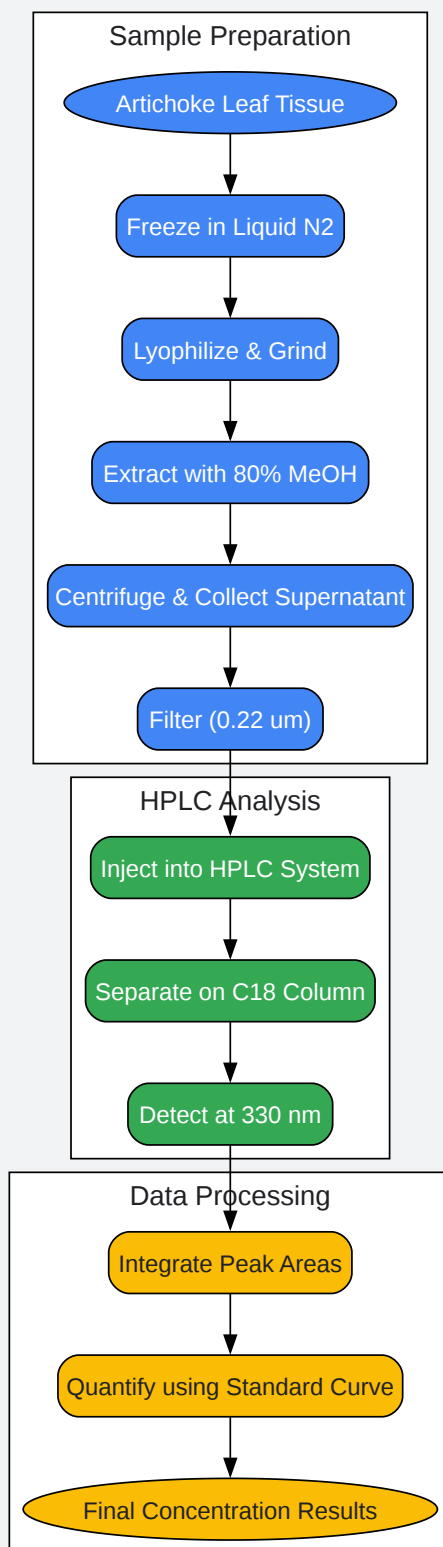 Sample Preparation
Artichoke Leaf Tissue
Freeze in Liquid N2
Lyophilize & Grind
Extract with 80% MeOH
Centrifuge & Collect Supernatant
Filter (0.22 um)
HPLC Analysis
Inject into HPLC System
Separate on C18 Column
Detect at 330 nm
Data Processing
Integrate Peak Areas
Quantify using Standard Curve
Final Concentration Results